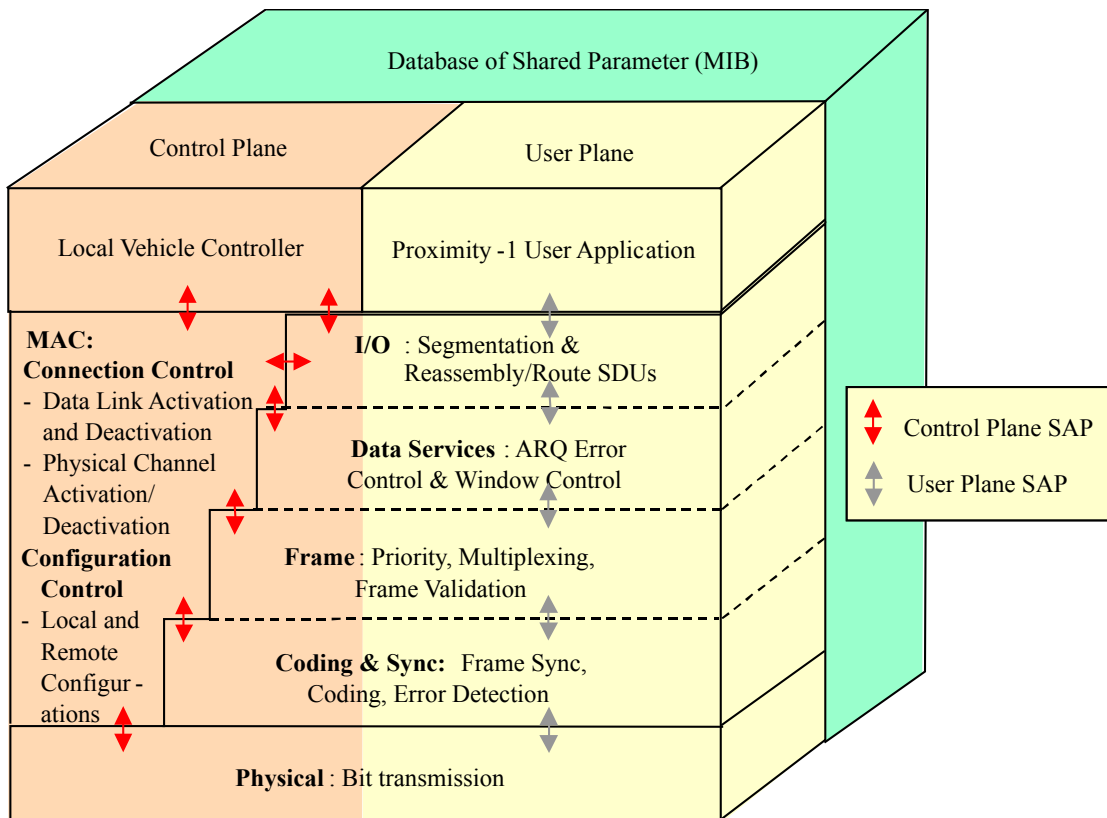 Database of Shared Parameter (MIB)
Control Plane
User Plane
Local Vehicle Controller
Proximity -1 User Application
MAC:
Connection Control
- Data Link Activation
and Deactivation
- Physical Channel
Activation/
Deactivation
Configuration
Control
- Local and
Remote
Configur -
ations
I/O : Segmentation &
Reassembly/Route SDUs
Data Services : ARQ Error
Control & Window Control
Frame : Priority, Multiplexing,
Frame Validation
Coding & Sync: Frame Sync,
Coding, Error Detection
Physical : Bit transmission
Control Plane SAP
User Plane SAP